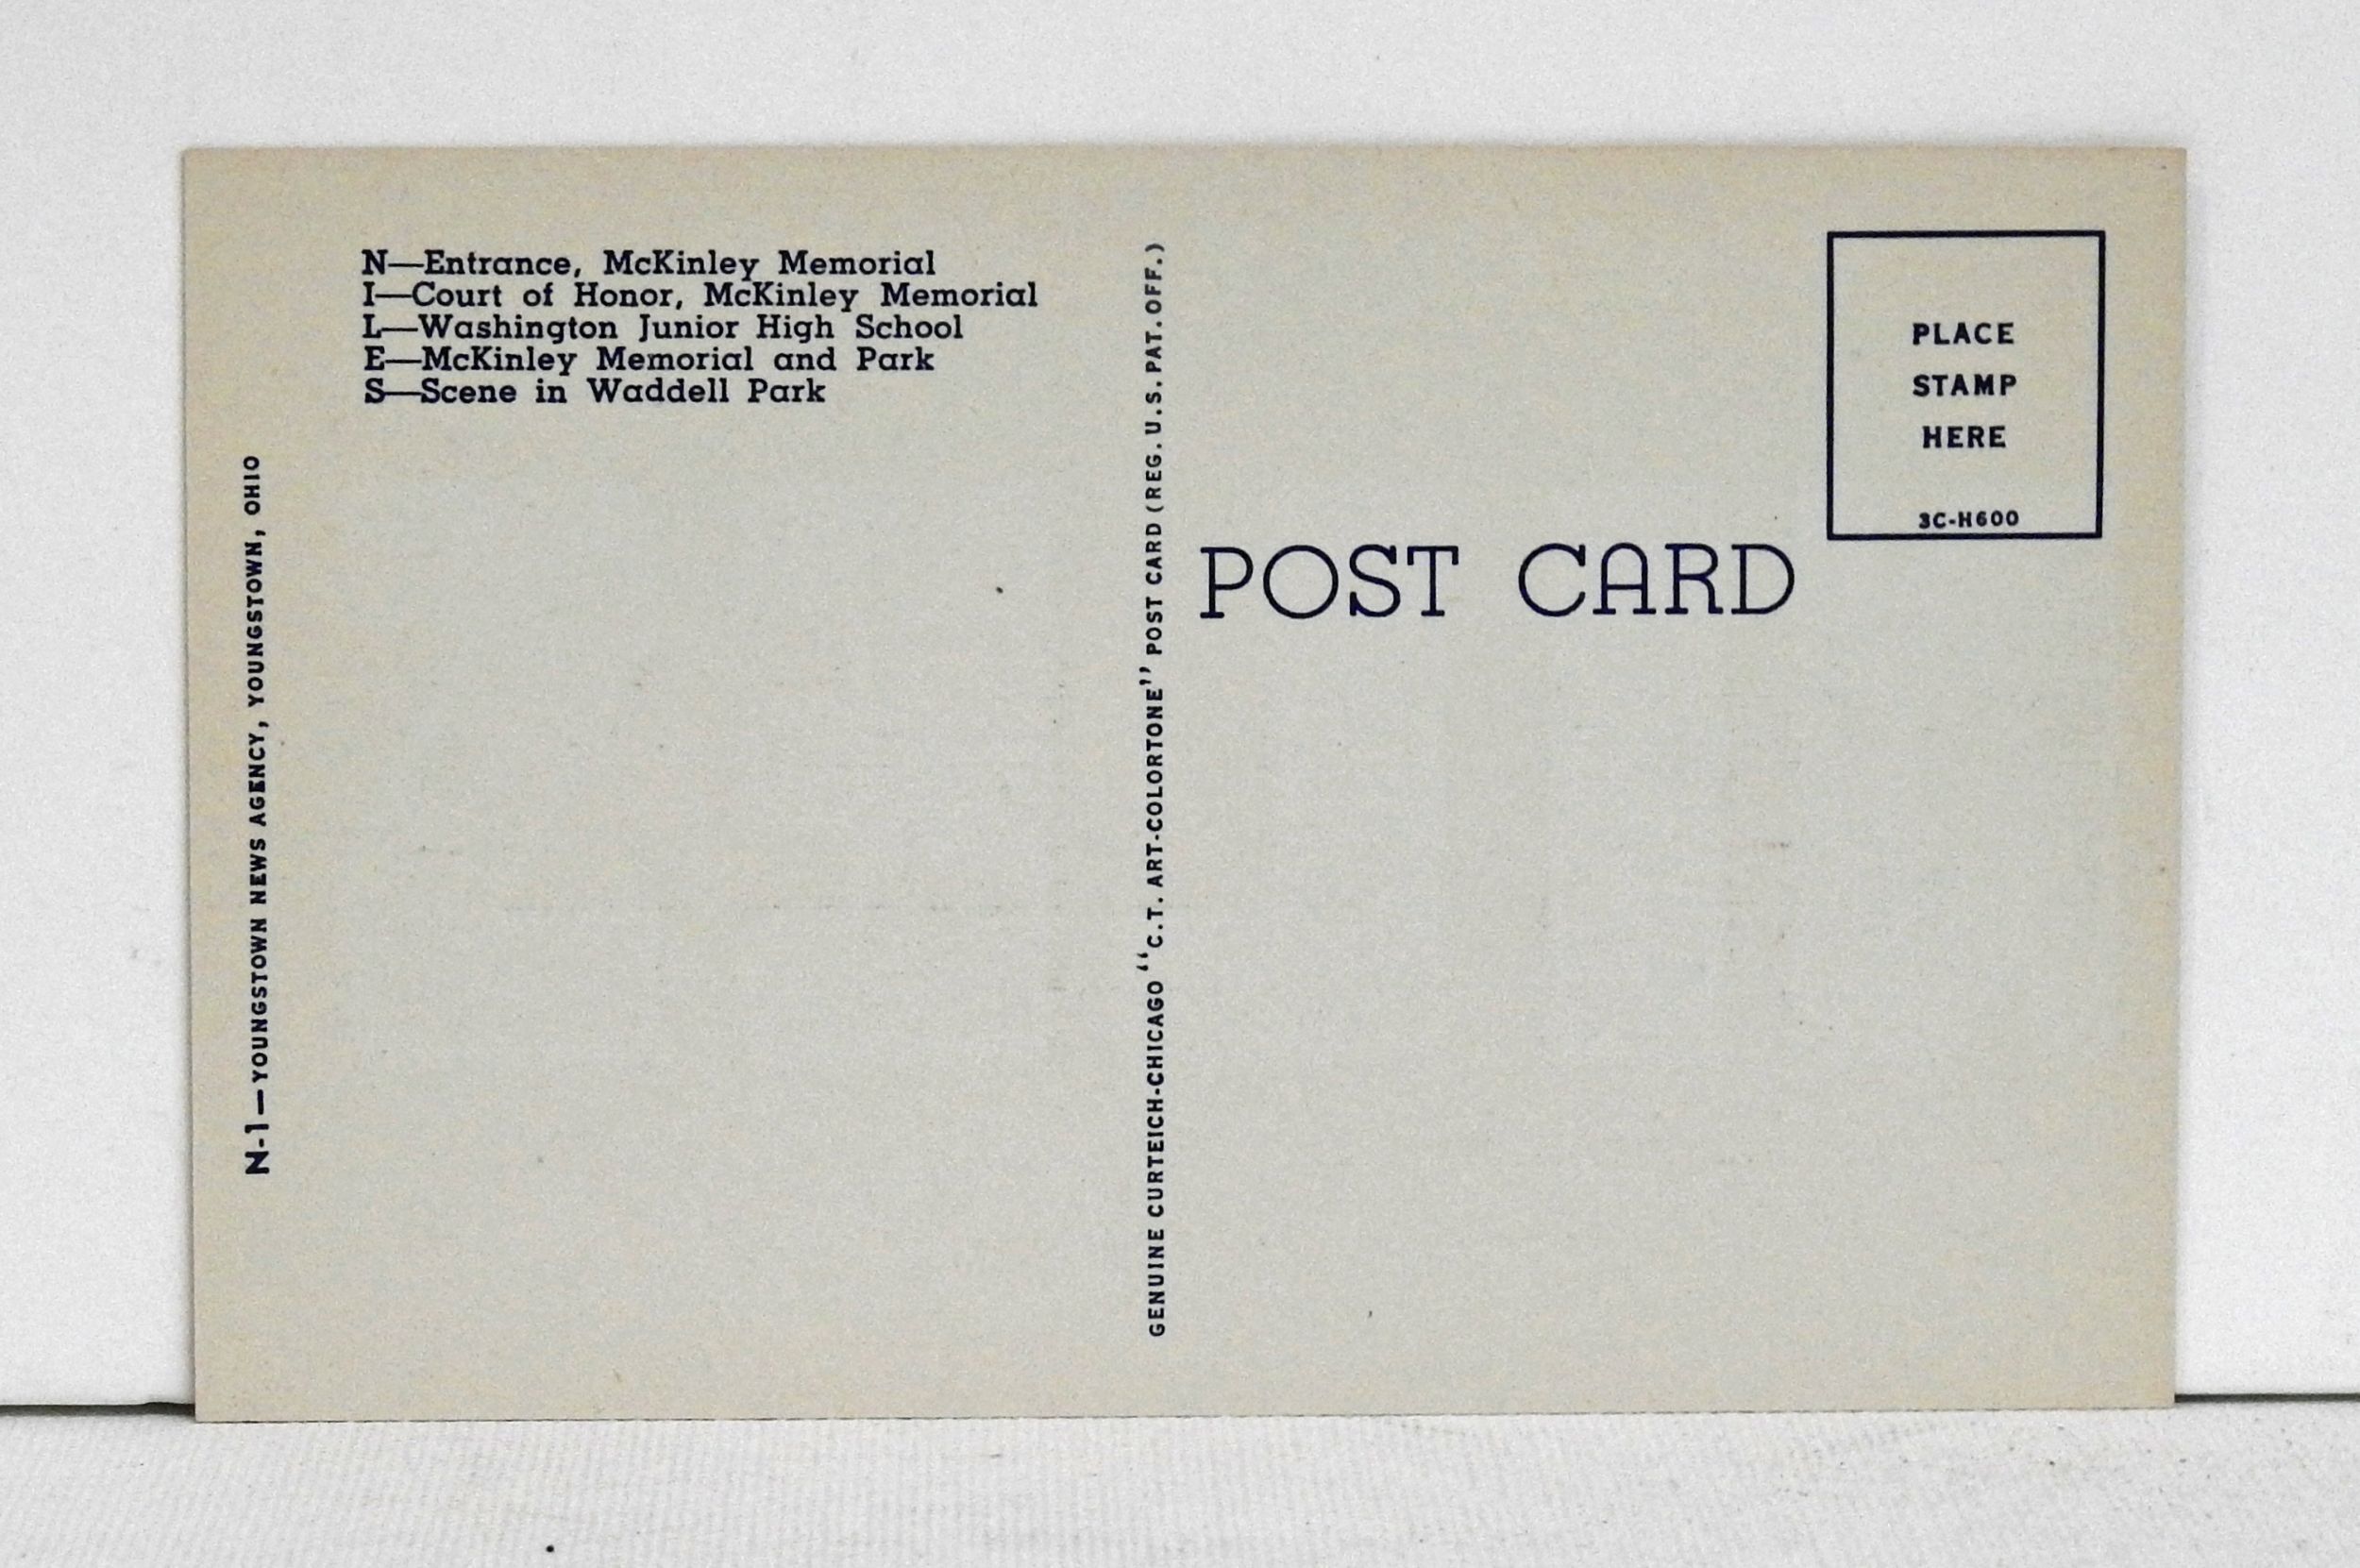 N—Entrance, McKinley Memorial
I—Court of Honor, McKinley Memorial
L—Washington Junior High School
E—McKinley Memorial and Park
S—Scene in Waddell Park
N-1—YOUNGSTOWN NEWS AGENCY, YOUNGSTOWN, OHIO
GENUINE CURTEICH-CHICAGO "C.T. ART-COLORTONE" POST CARD (REG. U.S. PAT. OFF.)
POST CARD
PLACE
STAMP
HERE
3C-H600